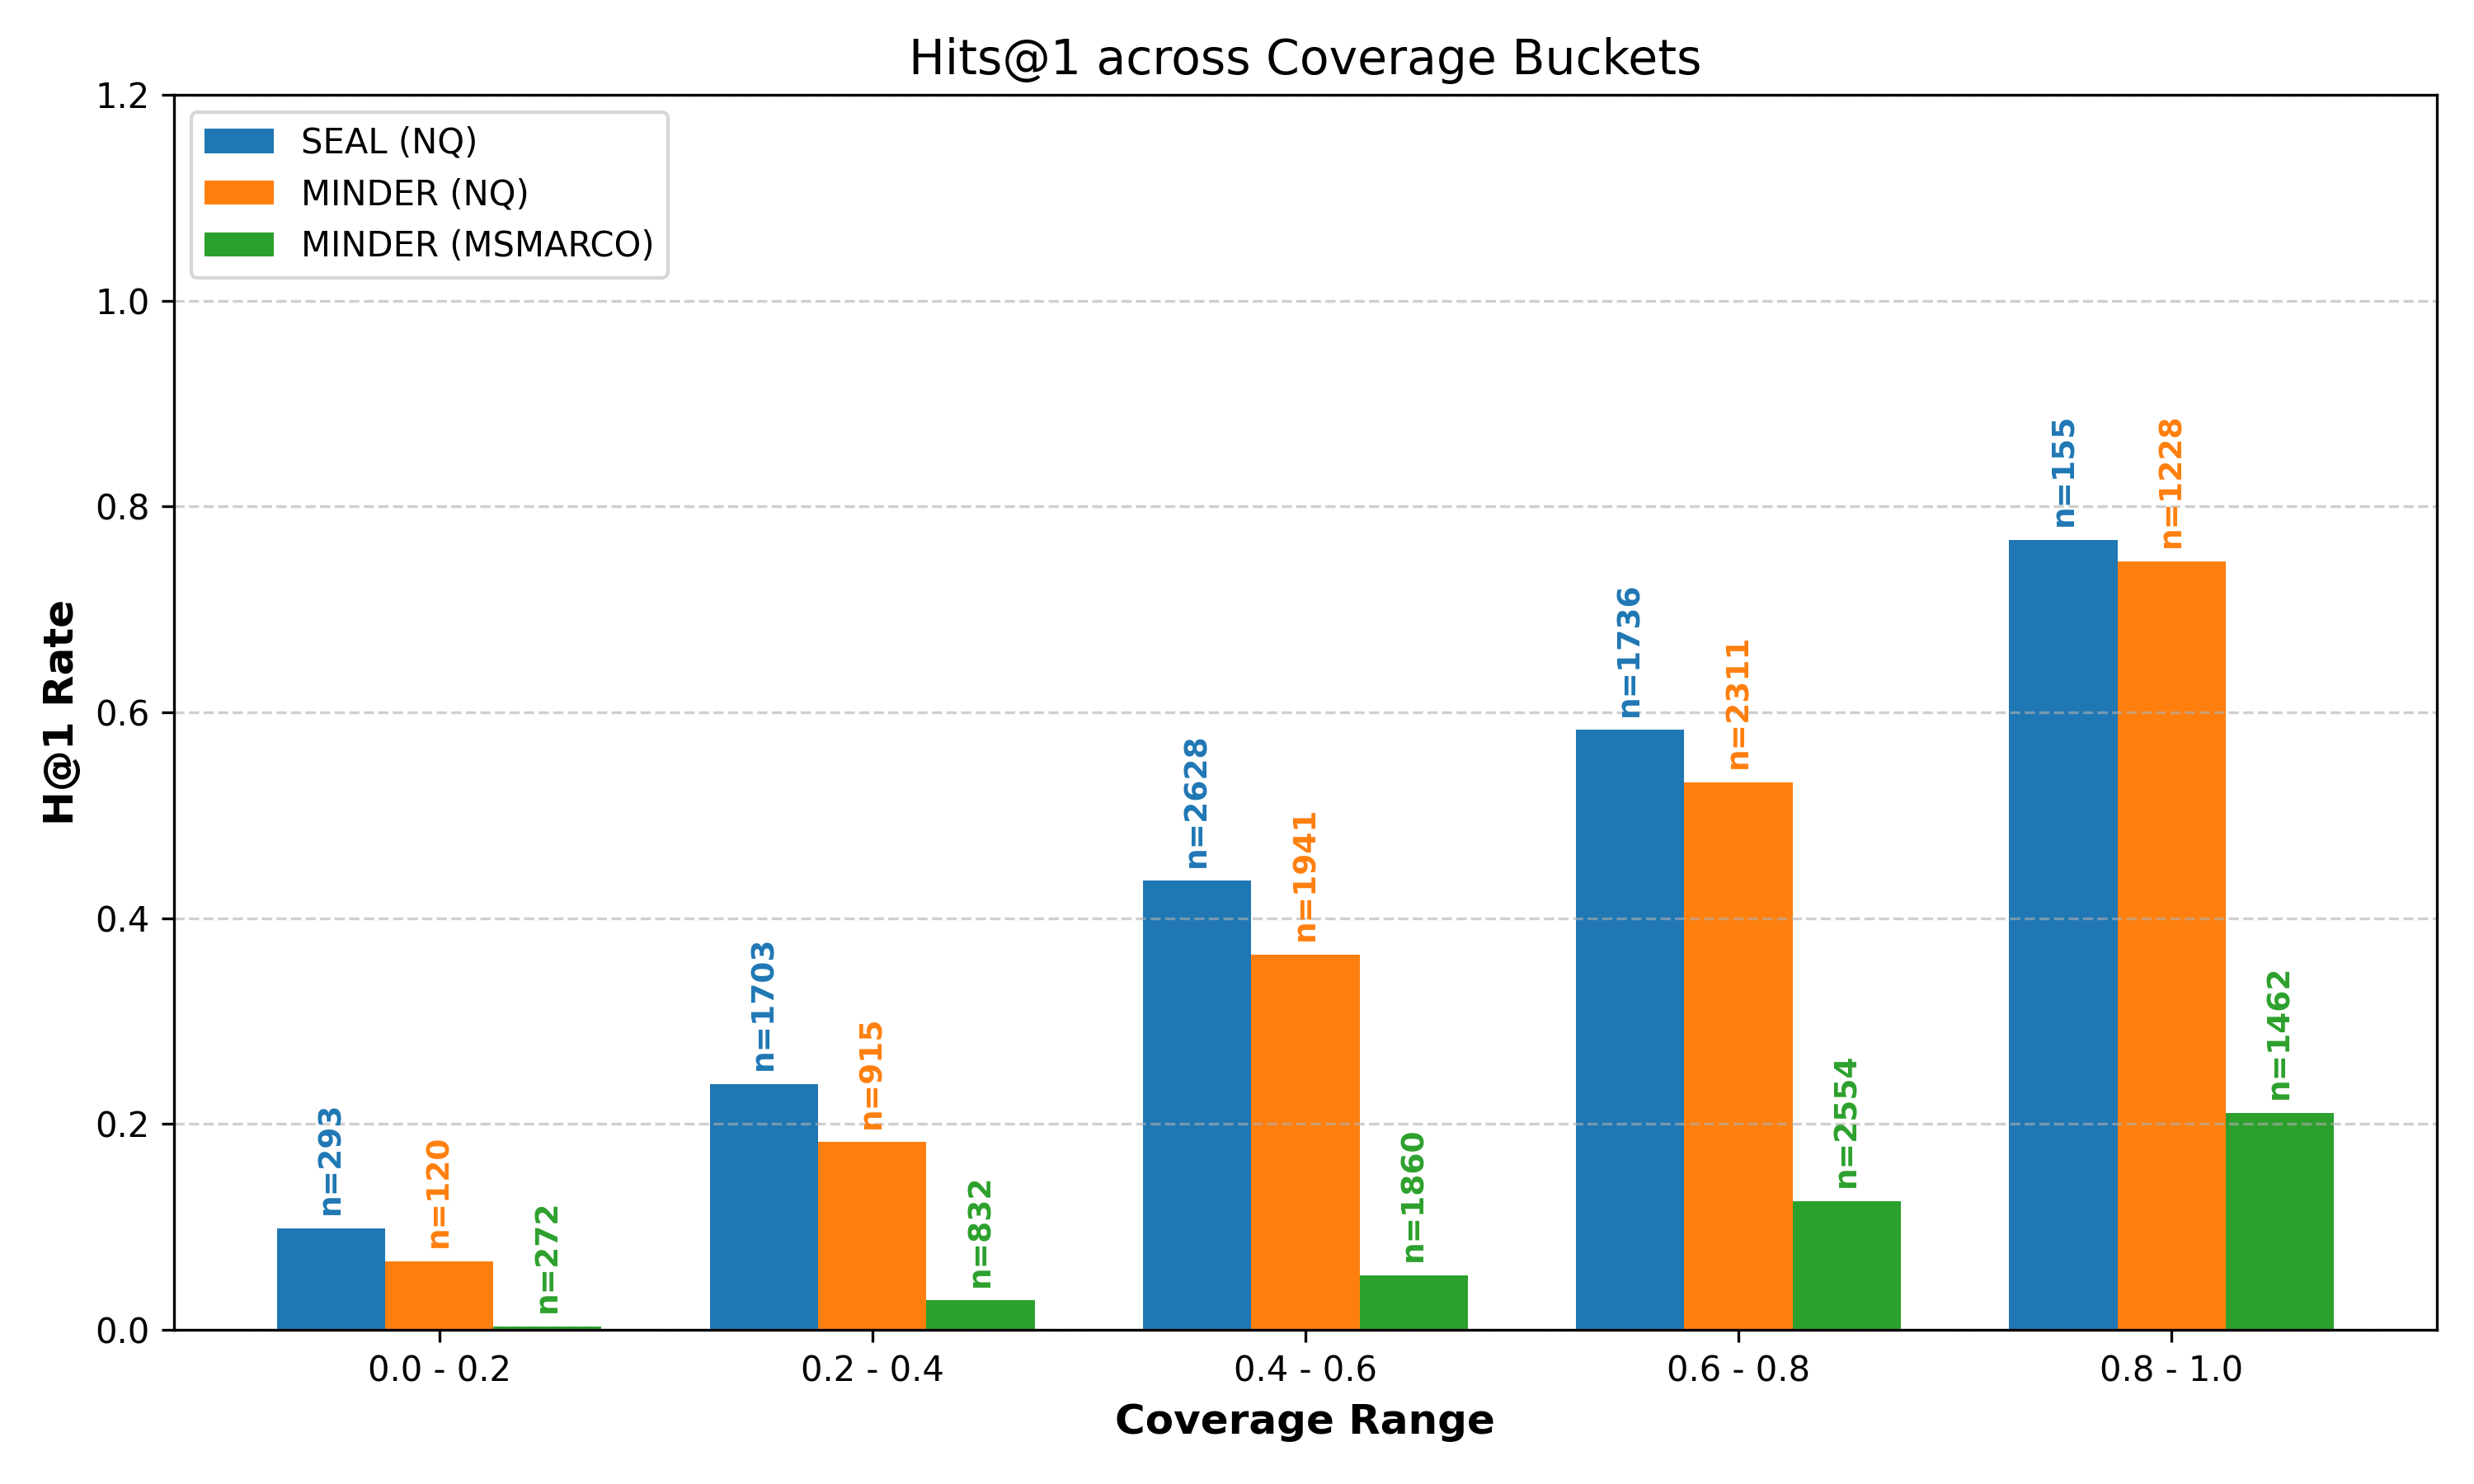 Hits@1 across Coverage Buckets
SEAL (NQ)
MINDER (NQ)
MINDER (MSMARCO)
H@1 Rate
1.2
1.0
0.8
0.6
0.4
0.2
0.0
n=293
n=120
n=272
n=1703
n=915
n=832
n=2628
n=1941
n=1860
n=1736
n=2311
n=2554
n=155
n=1228
n=1462
0.0 - 0.2
0.2 - 0.4
0.4 - 0.6
0.6 - 0.8
0.8 - 1.0
Coverage Range